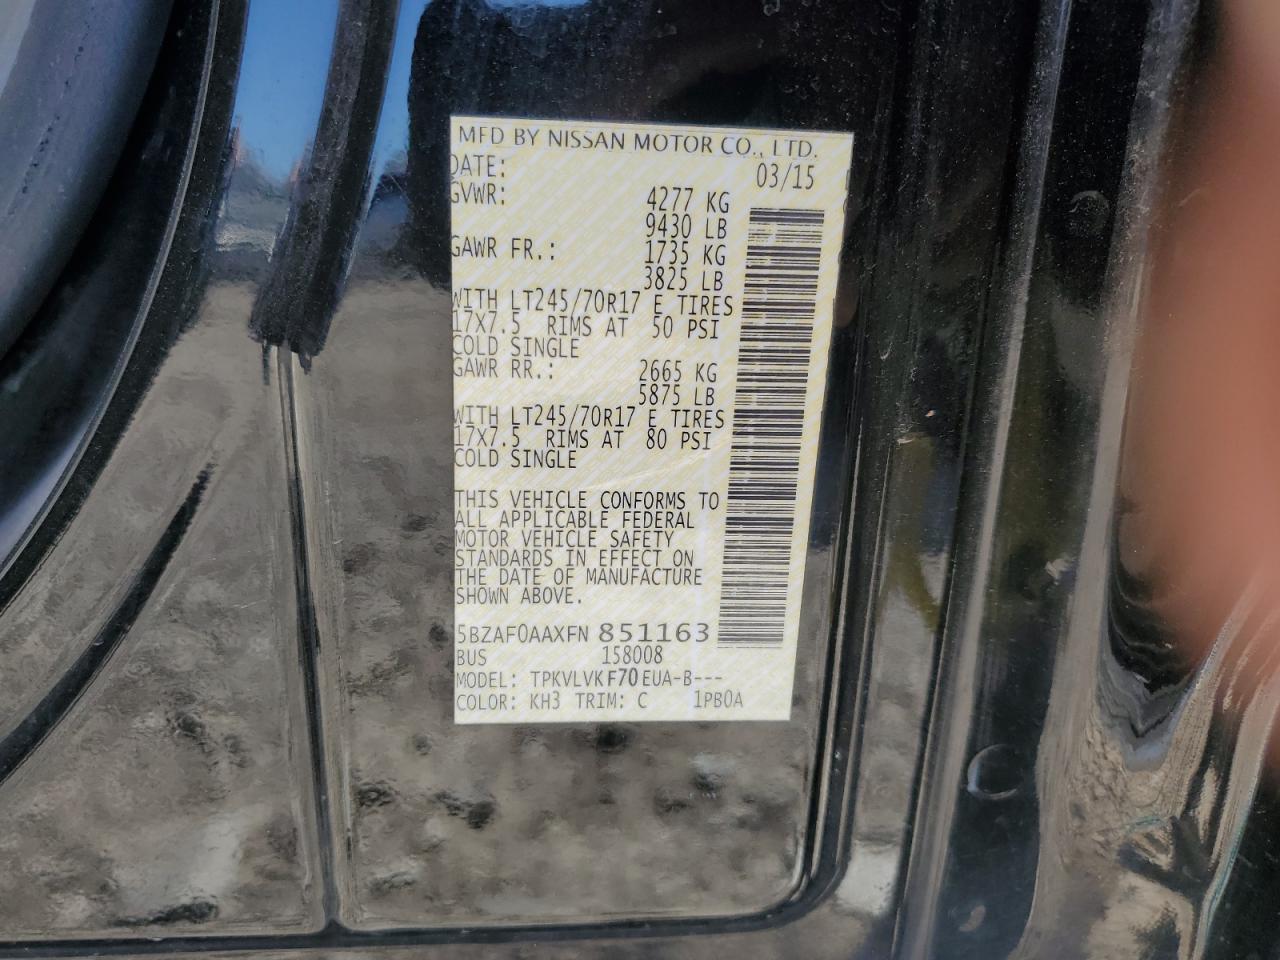 MFD BY NISSAN MOTOR CO., LTD.
DATE: 03/15
GVWR: 4277 KG
9430 LB
GAWR FR.: 1735 KG
3825 LB
WITH LT245/70R17 E TIRES
17X7.5 RIMS AT 50 PSI
COLD SINGLE
GAWR RR.: 2665 KG
5875 LB
WITH LT245/70R17 E TIRES
17X7.5 RIMS AT 80 PSI
COLD SINGLE
THIS VEHICLE CONFORMS TO
ALL APPLICABLE FEDERAL
MOTOR VEHICLE SAFETY
STANDARDS IN EFFECT ON
THE DATE OF MANUFACTURE
SHOWN ABOVE.
5BZAF0AAXFN 851163
BUS 158008
MODEL: TPKVLVKF70EUA-B---
COLOR: KH3 TRIM: C 1PB0A